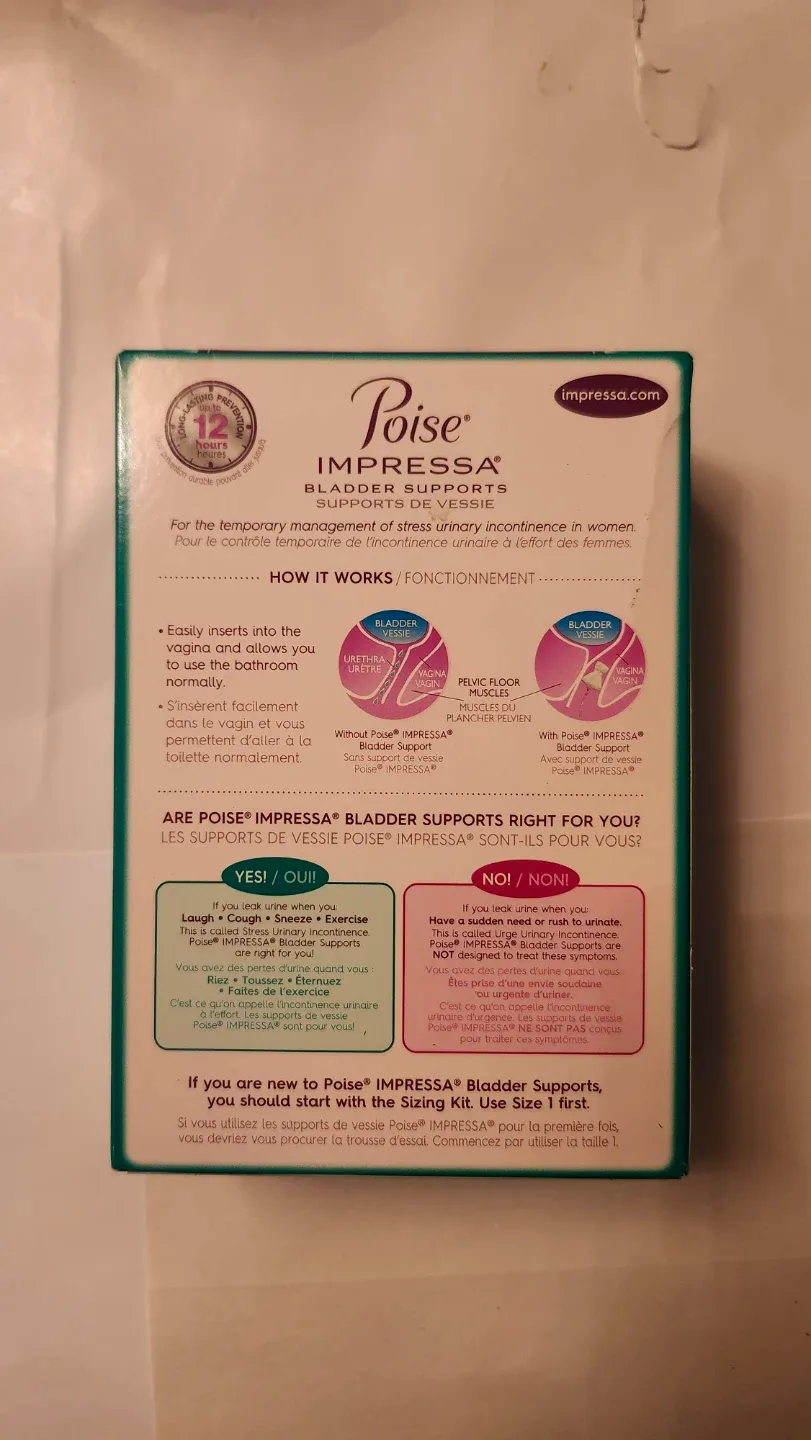 LONG-LASTING PREVENTION
up to
12
hours
heures
prévention durable pouvant aller jusqu'à
Poise®
IMPRESSA®
BLADDER SUPPORTS
SUPPORTS DE VESSIE
impressa.com
For the temporary management of stress urinary incontinence in women.
Pour le contrôle temporaire de l'incontinence urinaire à l'effort des femmes.
HOW IT WORKS / FONCTIONNEMENT
• Easily inserts into the
vagina and allows you
to use the bathroom
normally.
• S'insèrent facilement
dans le vagin et vous
permettent d'aller à la
toilette normalement.
BLADDER
VESSIE
URETHRA
URÈTRE
VAGINA
VAGIN
PELVIC FLOOR
MUSCLES
MUSCLES DU
PLANCHER PELVIEN
BLADDER
VESSIE
VAGINA
VAGIN
Without Poise® IMPRESSA®
Bladder Support
Sans support de vessie
Poise® IMPRESSA®
With Poise® IMPRESSA®
Bladder Support
Avec support de vessie
Poise® IMPRESSA®
ARE POISE® IMPRESSA® BLADDER SUPPORTS RIGHT FOR YOU?
LES SUPPORTS DE VESSIE POISE® IMPRESSA® SONT-ILS POUR VOUS?
YES! / OUI!
If you leak urine when you:
Laugh • Cough • Sneeze • Exercise
This is called Stress Urinary Incontinence.
Poise® IMPRESSA® Bladder Supports
are right for you!
Vous avez des pertes d'urine quand vous :
Riez • Toussez • Éternuez
• Faites de l'exercice
C'est ce qu'on appelle l'incontinence urinaire
à l'effort. Les supports de vessie
Poise® IMPRESSA® sont pour vous!
NO! / NON!
If you leak urine when you:
Have a sudden need or rush to urinate.
This is called Urge Urinary Incontinence.
Poise® IMPRESSA® Bladder Supports are
NOT designed to treat these symptoms.
Vous avez des pertes d'urine quand vous
Êtes prise d'une envie soudaine
ou urgente d'uriner.
C'est ce qu'on appelle l'incontinence
urinaire d'urgence. Les supports de vessie
Poise® IMPRESSA® NE SONT PAS conçus
pour traiter ces symptômes.
If you are new to Poise® IMPRESSA® Bladder Supports,
you should start with the Sizing Kit. Use Size 1 first.
Si vous utilisez les supports de vessie Poise® IMPRESSA® pour la première fois,
vous devriez vous procurer la trousse d'essai. Commencez par utiliser la taille 1.